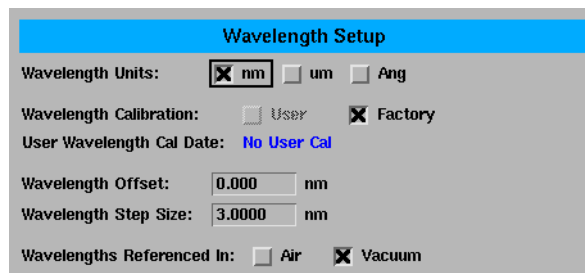 Wavelength Setup
Wavelength Units: nm um Ang
Wavelength Calibration: User Factory
User Wavelength Cal Date: No User Cal
Wavelength Offset: 0.000 nm
Wavelength Step Size: 3.0000 nm
Wavelengths Referenced In: Air Vacuum